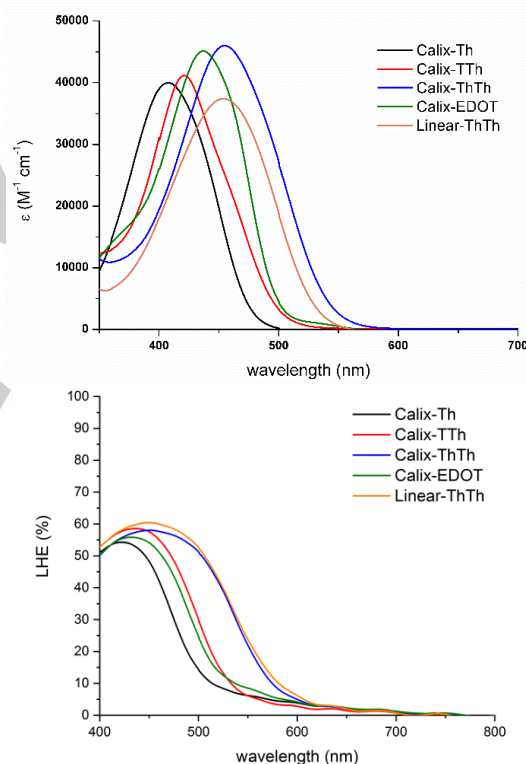 50000
40000
30000
20000
10000
0
ε (M⁻¹ cm⁻¹)
Calix-Th
Calix-TTh
Calix-ThTh
Calix-EDOT
Linear-ThTh
400 500 600 700
wavelength (nm)
100
90
80
70
60
50
40
30
20
10
0
LHE (%)
Calix-Th
Calix-TTh
Calix-ThTh
Calix-EDOT
Linear-ThTh
400 500 600 700 800
wavelength (nm)